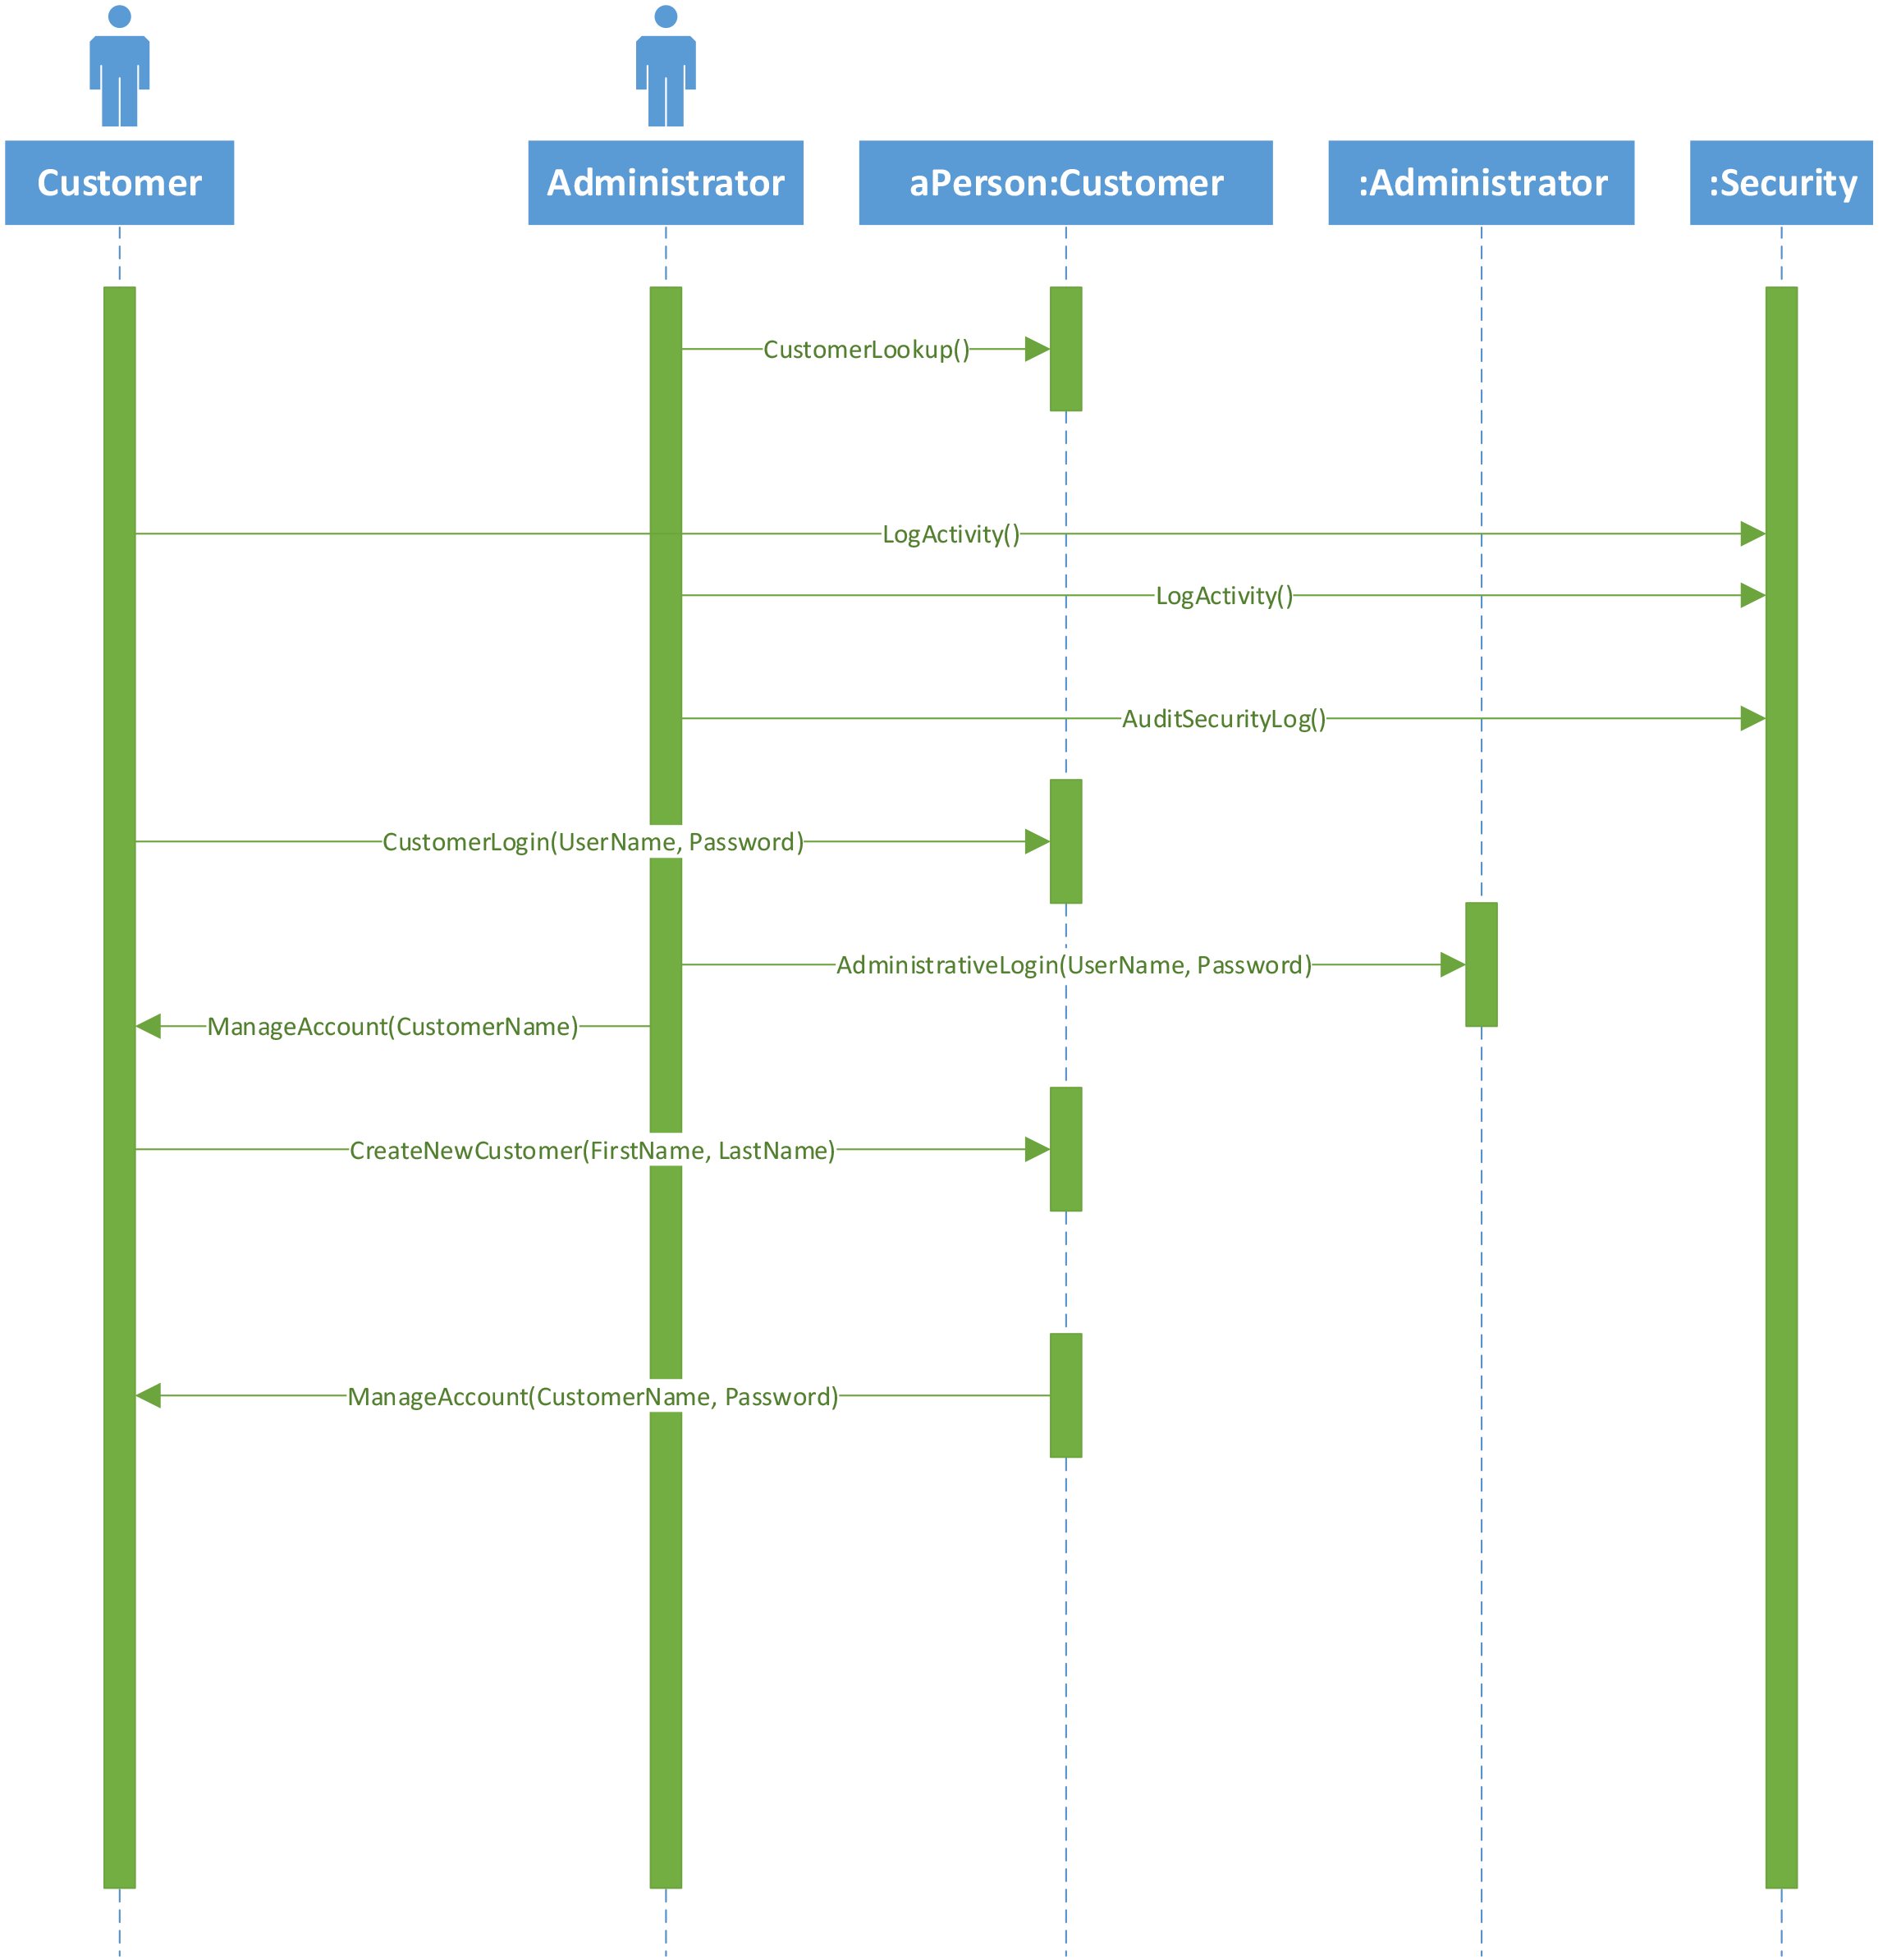 Customer
Administrator
aPerson:Customer
:Administrator
:Security
CustomerLookup()
LogActivity()
LogActivity()
AuditSecurityLog()
CustomerLogin(UserName, Password)
AdministrativeLogin(UserName, Password)
ManageAccount(CustomerName)
CreateNewCustomer(FirstName, LastName)
ManageAccount(CustomerName, Password)